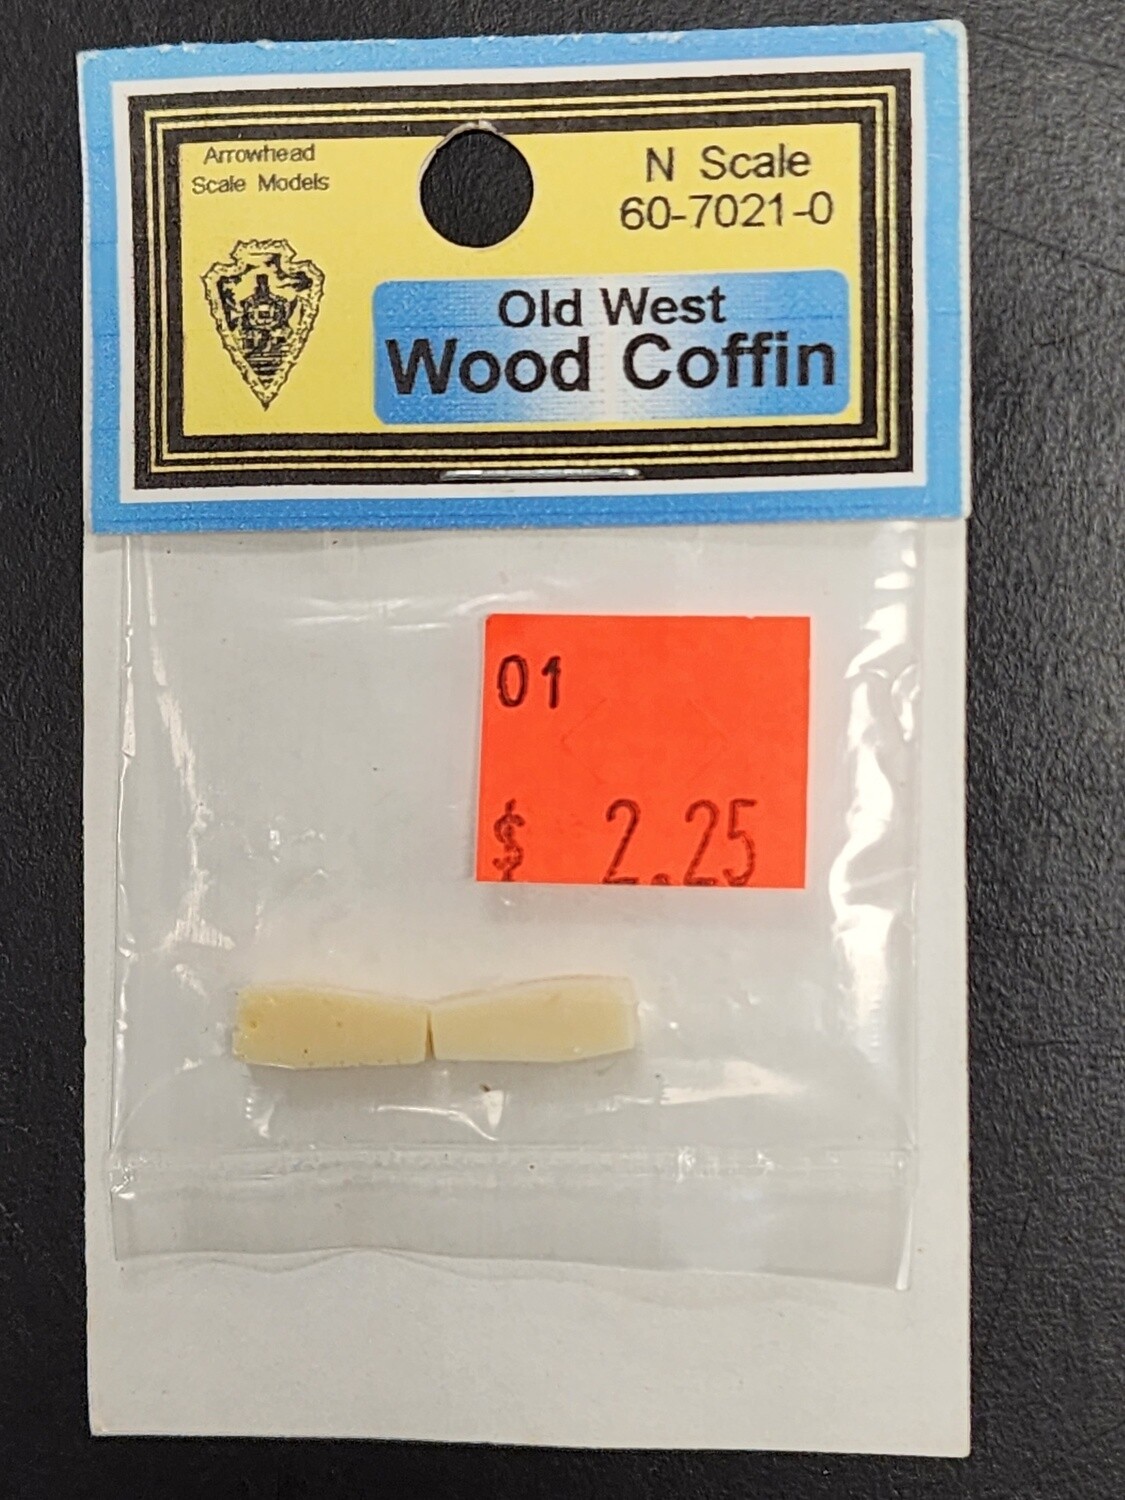 Arrowhead
Scale Models
N Scale
60-7021-0
Old West
Wood Coffin
01
$ 2.25